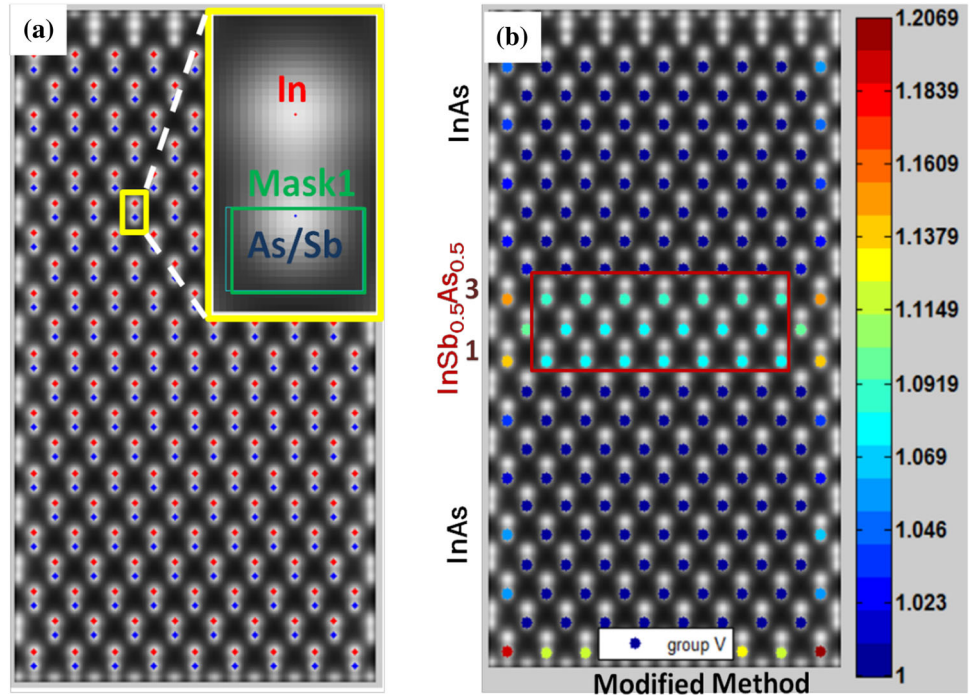 (a)
In
Mask1
As/Sb
(b)
InAs
InSb0.5As0.5
3
1
InAs
group V
Modified Method
1.2069
1.1839
1.1609
1.1379
1.1149
1.0919
1.069
1.046
1.023
1